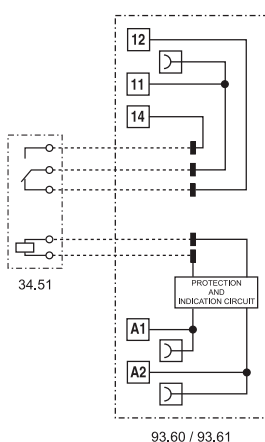 12
11
14
34.51
PROTECTION
AND
INDICATION CIRCUIT
A1
A2
93.60 / 93.61